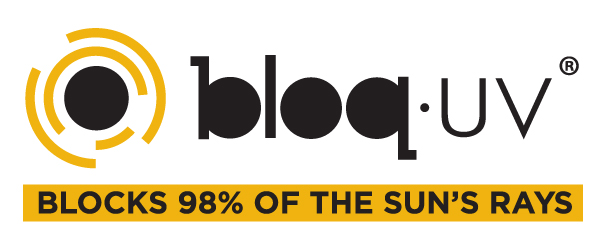 bloq·UV®
BLOCKS 98% OF THE SUN'S RAYS